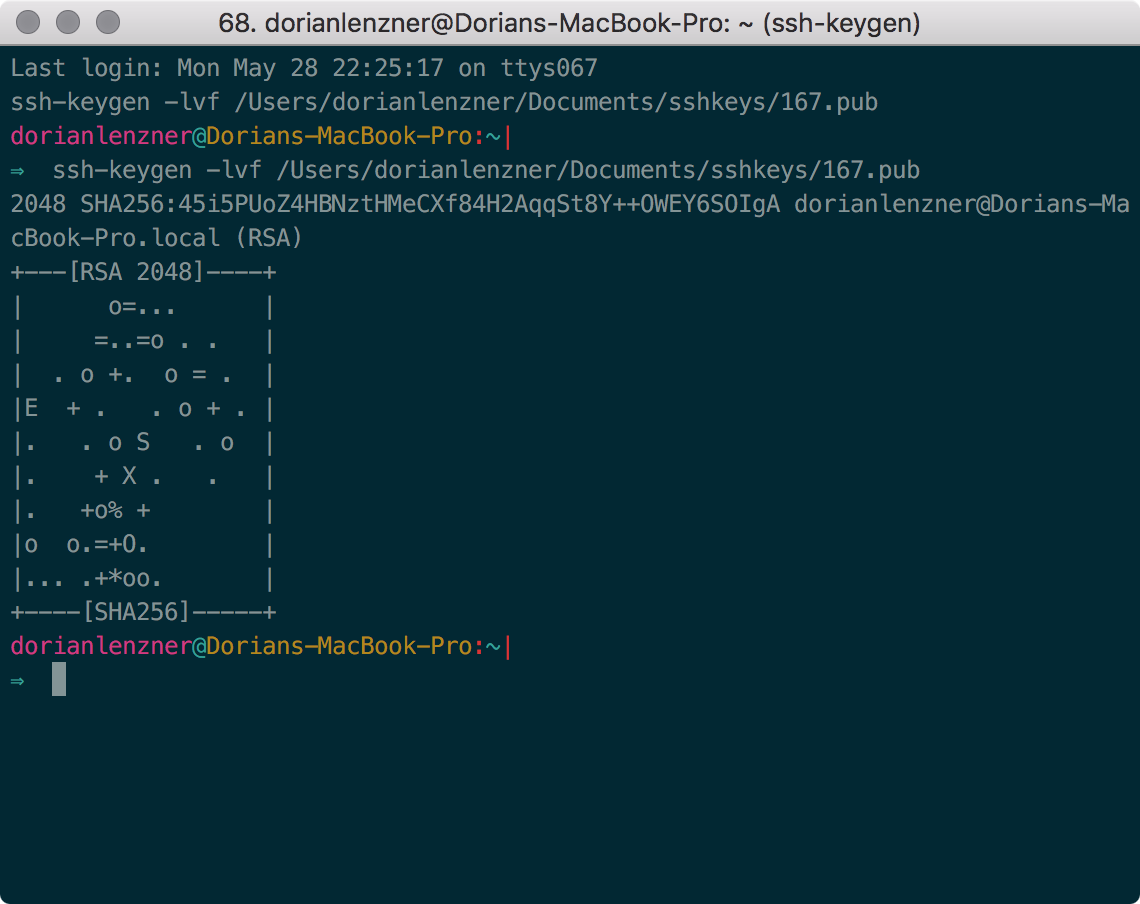 68. dorianlenzner@Dorians-MacBook-Pro: ~ (ssh-keygen)
Last login: Mon May 28 22:25:17 on ttys067
ssh-keygen -lvf /Users/dorianlenzner/Documents/sshkeys/167.pub
dorianlenzner@Dorians-MacBook-Pro:~|
⇒  ssh-keygen -lvf /Users/dorianlenzner/Documents/sshkeys/167.pub
2048 SHA256:45i5PUoZ4HBNztHMeCXf84H2AqqSt8Y++OWEY6SOIgA dorianlenzner@Dorians-Ma
cBook-Pro.local (RSA)
+---[RSA 2048]----+
|      o=...      |
|     =..=o . .   |
|  . o +.  o = .  |
|E  + .   . o + . |
|.   . o S   . o  |
|.    + X .   .   |
|.   +o% +        |
|o  o.=+O.        |
|... .+*oo.       |
+----[SHA256]-----+
dorianlenzner@Dorians-MacBook-Pro:~|
⇒